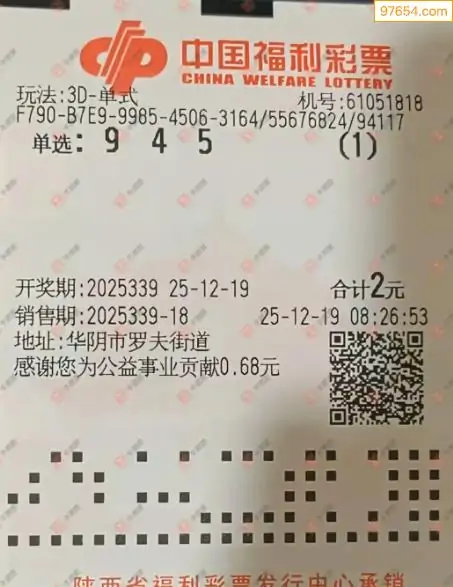 97654.com
中国福利彩票
CHINA WELFARE LOTTERY
玩法:3D-单式 机号:61051818
F790-B7E9-9985-4506-3164/55676824/94117
单选: 9 4 5 (1)
开奖期:2025339 25-12-19 合计2元
销售期:2025339-18 25-12-19 08:26:53
地址:华阴市罗夫街道
感谢您为公益事业贡献0.68元
陕西省福利彩票发行中心承销